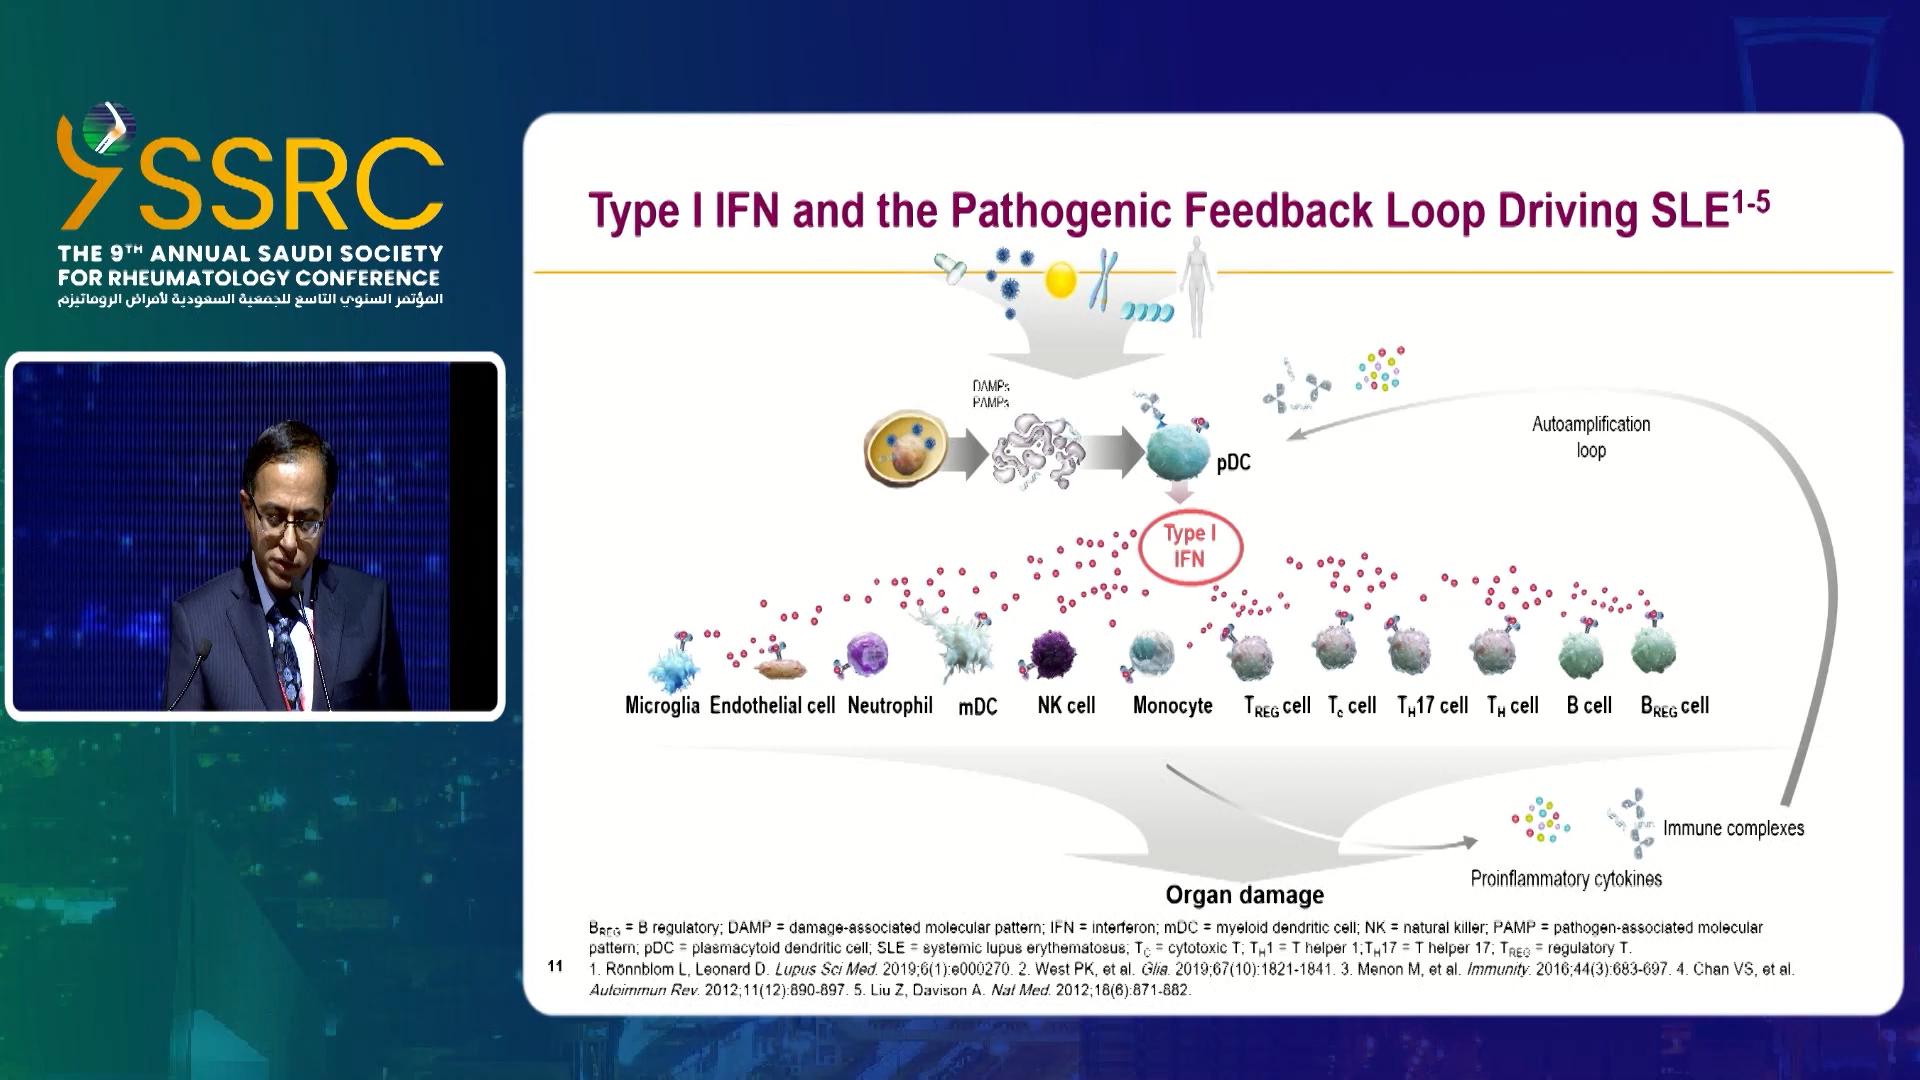 SSRC
THE 9TH ANNUAL SAUDI SOCIETY
FOR RHEUMATOLOGY CONFERENCE
المؤتمر السنوي التاسع للجمعية السعودية لأمراض الروماتيزم
Type I IFN and the Pathogenic Feedback Loop Driving SLE1-5
DAMPs
PAMPs
Autoamplification
loop
pDC
Type I
IFN
Microglia Endothelial cell Neutrophil mDC NK cell Monocyte TREG cell Tc cell TH17 cell TH cell B cell BREG cell
Immune complexes
Proinflammatory cytokines
Organ damage
BREG = B regulatory; DAMP = damage-associated molecular pattern; IFN = interferon; mDC = myeloid dendritic cell; NK = natural killer; PAMP = pathogen-associated molecular
pattern; pDC = plasmacytoid dendritic cell; SLE = systemic lupus erythematosus; TC = cytotoxic T; TH1 = T helper 1;TH17 = T helper 17; TREG = regulatory T.
11
1. Rönnblom L, Leonard D. Lupus Sci Med. 2019;6(1):e000270. 2. West PK, et al. Glia. 2019;67(10):1821-1841. 3. Menon M, et al. Immunity. 2016;44(3):683-697. 4. Chan VS, et al.
Autoimmun Rev. 2012;11(12):890-897. 5. Liu Z, Davison A. Nat Med. 2012;18(6):871-882.